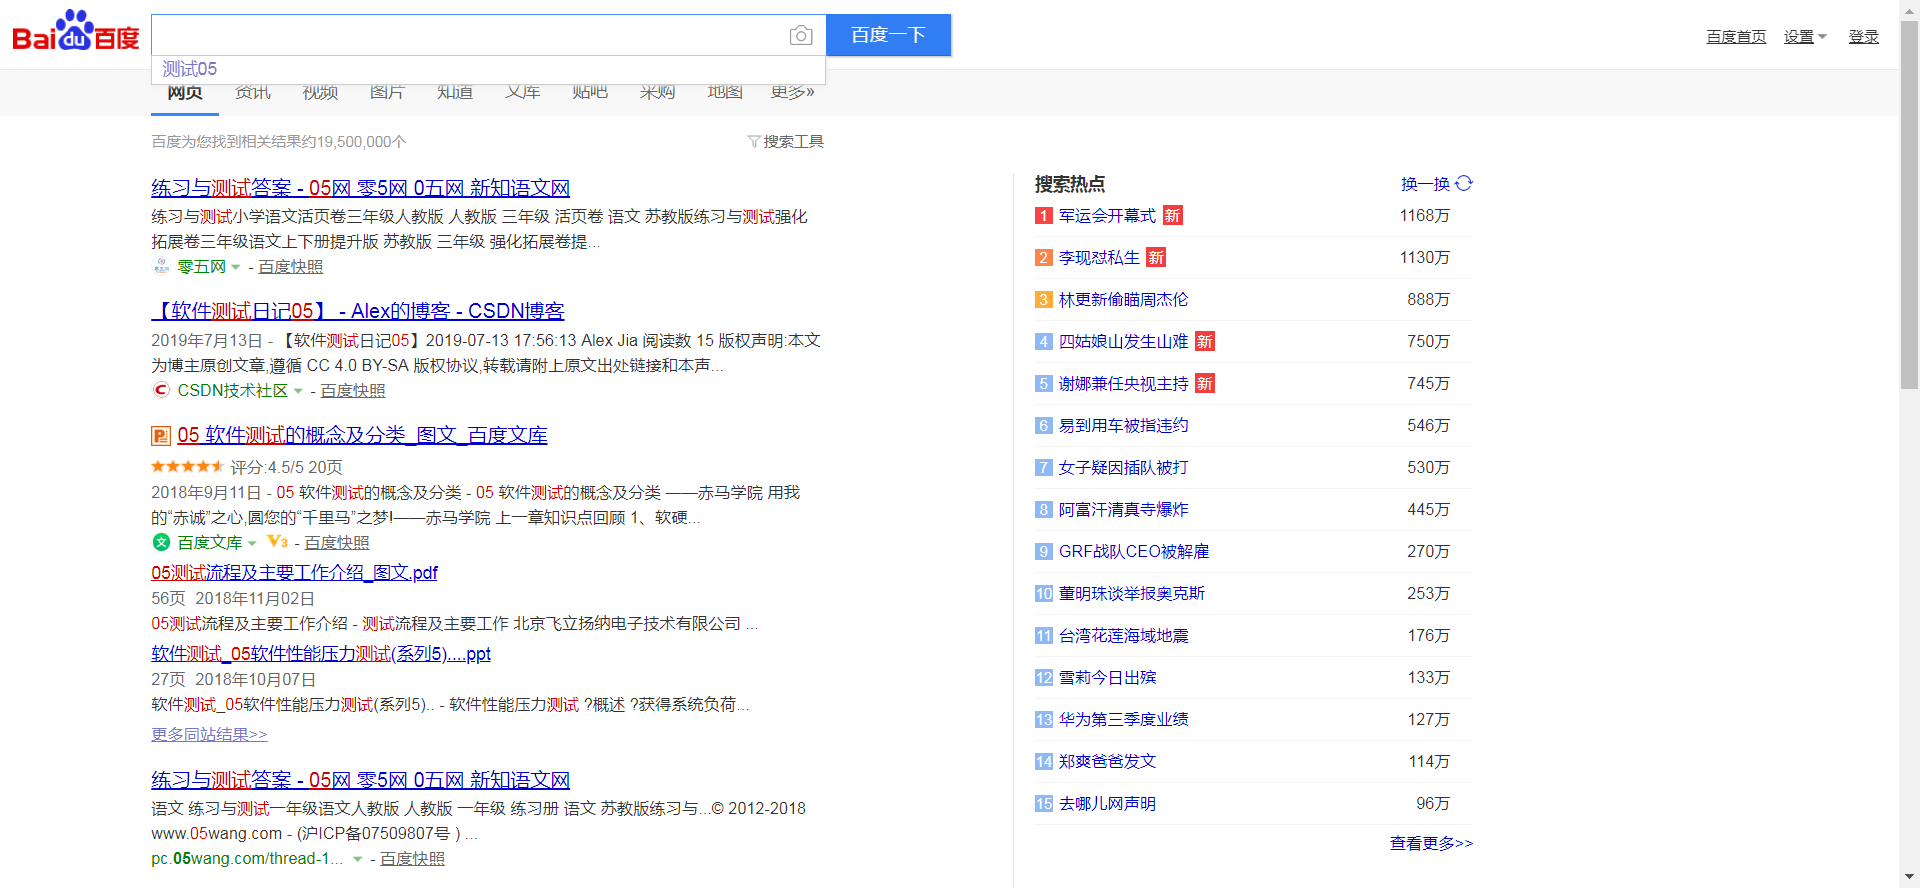 Bai du 百度
百度一下
百度首页 设置 登录
测试05
网页 资讯 视频 图片 知道 文库 贴吧 采购 地图 更多»
百度为您找到相关结果约19,500,000个
搜索工具
练习与测试答案 - 05网 零5网 0五网 新知语文网
练习与测试小学语文活页卷三年级人教版 人教版 三年级 活页卷 语文 苏教版练习与测试强化
拓展卷三年级语文上下册提升版 苏教版 三年级 强化拓展卷提...
零五网 - 百度快照
【软件测试日记05】 - Alex的博客 - CSDN博客
2019年7月13日 - 【软件测试日记05】2019-07-13 17:56:13 Alex Jia 阅读数 15 版权声明:本文
为博主原创文章,遵循 CC 4.0 BY-SA 版权协议,转载请附上原文出处链接和本声...
CSDN技术社区 - 百度快照
05 软件测试的概念及分类_图文_百度文库
评分:4.5/5 20页
2018年9月11日 - 05 软件测试的概念及分类 - 05 软件测试的概念及分类 ——赤马学院 用我
的“赤诚”之心,圆您的“千里马”之梦!——赤马学院 上一章知识点回顾 1、软硬...
百度文库 V3 - 百度快照
05测试流程及主要工作介绍_图文.pdf
56页 2018年11月02日
05测试流程及主要工作介绍 - 测试流程及主要工作 北京飞立扬纳电子技术有限公司 ...
软件测试_05软件性能压力测试(系列5)....ppt
27页 2018年10月07日
软件测试_05软件性能压力测试(系列5).. - 软件性能压力测试 ?概述 ?获得系统负荷...
更多同站结果>>
练习与测试答案 - 05网 零5网 0五网 新知语文网
语文 练习与测试一年级语文人教版 人教版 一年级 练习册 语文 苏教版练习与...© 2012-2018
www.05wang.com - (沪ICP备07509807号 ) ...
pc.05wang.com/thread-1... - 百度快照
搜索热点 换一换
1 军运会开幕式 新 1168万
2 李现怼私生 新 1130万
3 林更新偷瞄周杰伦 888万
4 四姑娘山发生山难 新 750万
5 谢娜兼任央视主持 新 745万
6 易到用车被指违约 546万
7 女子疑因插队被打 530万
8 阿富汗清真寺爆炸 445万
9 GRF战队CEO被解雇 270万
10 董明珠谈举报奥克斯 253万
11 台湾花莲海域地震 176万
12 雪莉今日出殡 133万
13 华为第三季度业绩 127万
14 郑爽爸爸发文 114万
15 去哪儿网声明 96万
查看更多>>